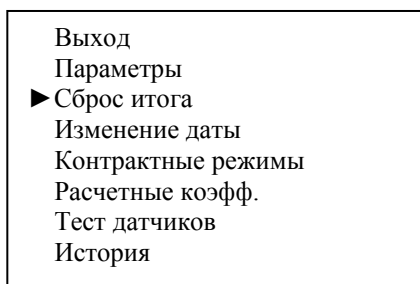 Выход
Параметры
►Сброс итога
Изменение даты
Контрактные режимы
Расчетные коэфф.
Тест датчиков
История